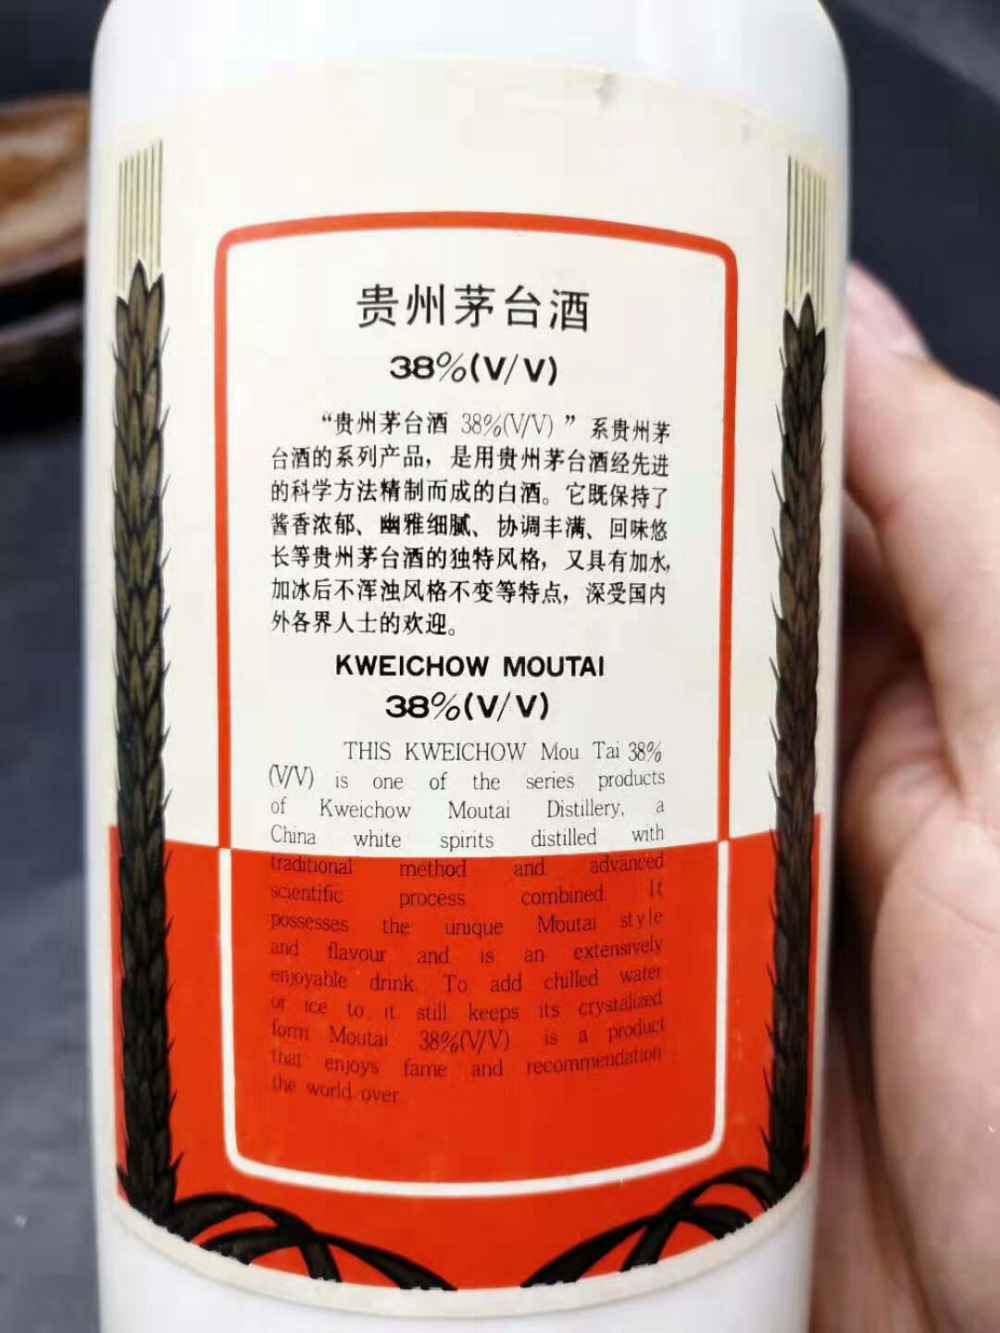 贵州茅台酒
38%(V/V)
“贵州茅台酒 38%(V/V)”系贵州茅
台酒的系列产品，是用贵州茅台酒经先进
的科学方法精制而成的白酒。它既保持了
酱香浓郁、幽雅细腻、协调丰满、回味悠
长等贵州茅台酒的独特风格，又具有加水，
加冰后不浑浊风格不变等特点，深受国内
外各界人士的欢迎。
KWEICHOW MOUTAI
38%(V/V)
THIS KWEICHOW Mou Tai 38%
(V/V) is one of the series products
of Kweichow Moutai Distillery, a
China white spirits distilled with
traditional method and advanced
scientific process combined. It
possesses the unique Moutai style
and flavour and is an extensively
enjoyable drink. To add chilled water
or ice to it still keeps its crystalized
form Moutai 38%(V/V) is a product
that enjoys fame and recommendation
the world over